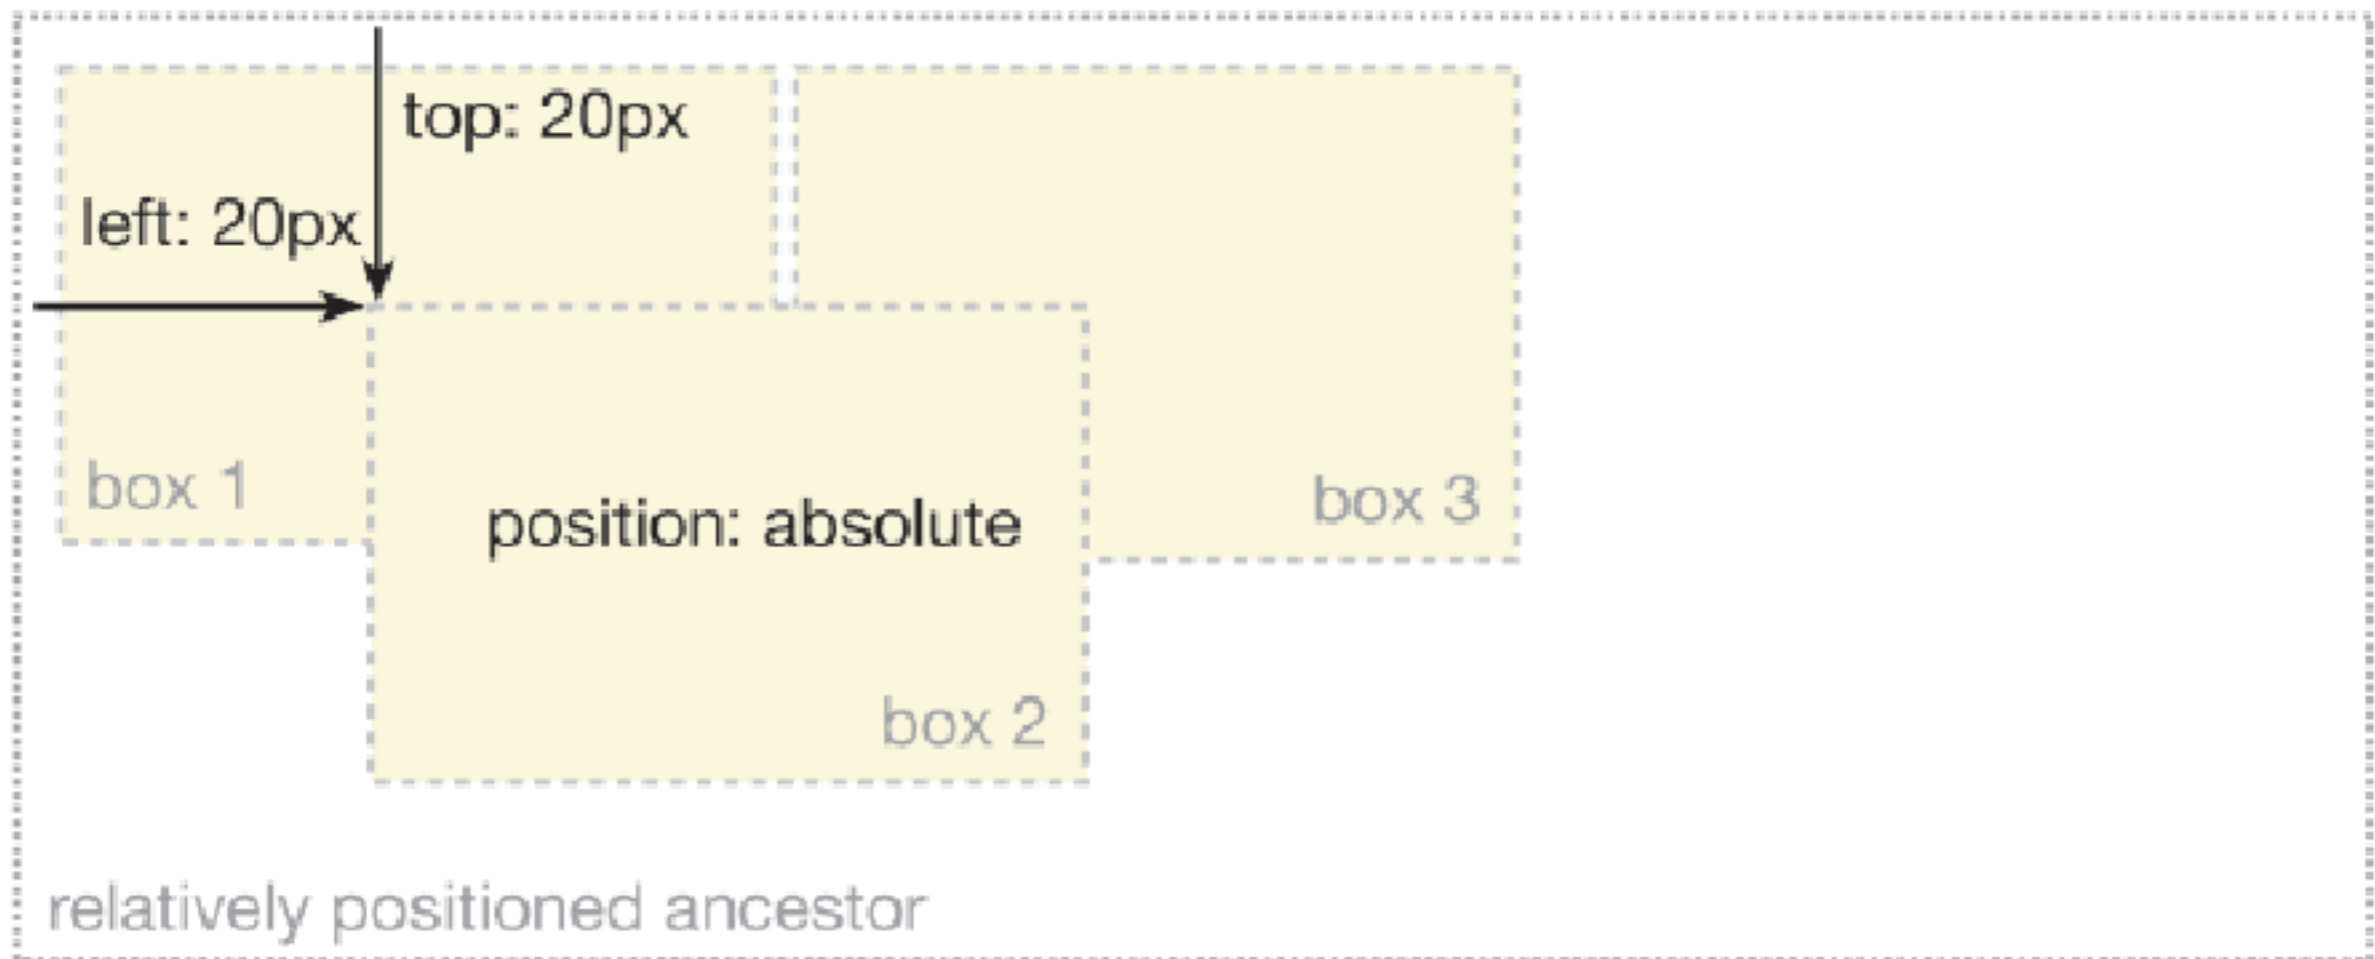 top: 20px
left: 20px
box 1
box 3
position: absolute
box 2
relatively positioned ancestor